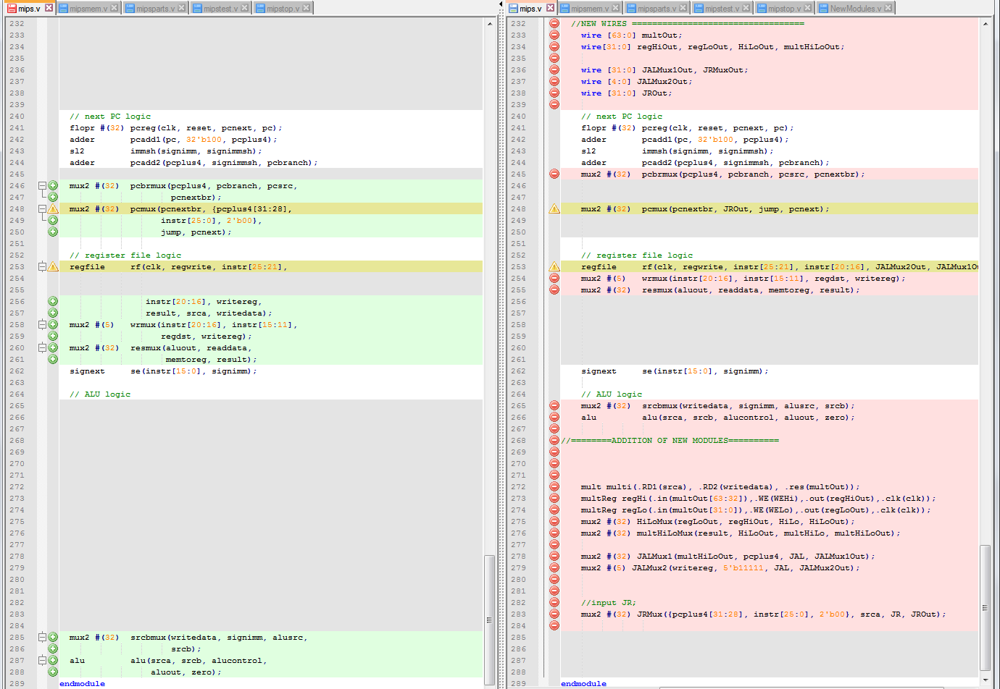 mips.v
mipsmem.v
mipsparts.v
mipstest.v
mipstop.v
232
233
234
235
236
237
238
239
240 // next PC logic
241 flopr #(32) pcreg(clk, reset, pcnext, pc);
242 adder pcadd1(pc, 32'b100, pcplus4);
243 sl2 immsh(signimm, signimmsh);
244 adder pcadd2(pcplus4, signimmsh, pcbranch);
245
246 mux2 #(32) pcbrmux(pcplus4, pcbranch, pcsrc,
247 pcnextbr);
248 mux2 #(32) pcmux(pcnextbr, {pcplus4[31:28],
249 instr[25:0], 2'b00},
250 jump, pcnext);
251
252 // register file logic
253 regfile rf(clk, regwrite, instr[25:21],
254
255
256 instr[20:16], writereg,
257 result, srca, writedata);
258 mux2 #(5) wrmux(instr[20:16], instr[15:11],
259 regdst, writereg);
260 mux2 #(32) resmux(aluout, readdata,
261 memtoreg, result);
262 signext se(instr[15:0], signimm);
263
264 // ALU logic
265
266
267
268
269
270
271
272
273
274
275
276
277
278
279
280
281
282
283
284
285 mux2 #(32) srcbmux(writedata, signimm, alusrc,
286 srcb);
287 alu alu(srca, srcb, alucontrol,
288 aluout, zero);
289 endmodule
mips.v
mipsmem.v
mipsparts.v
mipstest.v
mipstop.v
NewModules.v
232 //NEW WIRES ==================================
233 wire [63:0] multOut;
234 wire[31:0] regHiOut, regLoOut, HiLoOut, multHiLoOut;
235
236 wire [31:0] JALMux1Out, JRMuxOut;
237 wire [4:0] JALMux2Out;
238 wire [31:0] JROut;
239
240 // next PC logic
241 flopr #(32) pcreg(clk, reset, pcnext, pc);
242 adder pcadd1(pc, 32'b100, pcplus4);
243 sl2 immsh(signimm, signimmsh);
244 adder pcadd2(pcplus4, signimmsh, pcbranch);
245 mux2 #(32) pcbrmux(pcplus4, pcbranch, pcsrc, pcnextbr);
246
247
248 mux2 #(32) pcmux(pcnextbr, JROut, jump, pcnext);
249
250
251
252 // register file logic
253 regfile rf(clk, regwrite, instr[25:21], instr[20:16], JALMux2Out, JALMux1Ou
254 mux2 #(5) wrmux(instr[20:16], instr[15:11], regdst, writereg);
255 mux2 #(32) resmux(aluout, readdata, memtoreg, result);
256
257
258
259
260
261
262 signext se(instr[15:0], signimm);
263
264 // ALU logic
265 mux2 #(32) srcbmux(writedata, signimm, alusrc, srcb);
266 alu alu(srca, srcb, alucontrol, aluout, zero);
267
268 //========ADDITION OF NEW MODULES==========
269
270
271
272 mult multi(.RD1(srca), .RD2(writedata), .res(multOut));
273 multReg regHi(.in(multOut[63:32]),.WE(WEHi),.out(regHiOut),.clk(clk));
274 multReg regLo(.in(multOut[31:0]),.WE(WELo),.out(regLoOut),.clk(clk));
275 mux2 #(32) HiLoMux(regLoOut, regHiOut, HiLo, HiLoOut);
276 mux2 #(32) multHiLoMux(result, HiLoOut, multHiLo, multHiLoOut);
277
278 mux2 #(32) JALMux1(multHiLoOut, pcplus4, JAL, JALMux1Out);
279 mux2 #(5) JALMux2(writereg, 5'b11111, JAL, JALMux2Out);
280
281
282 //input JR;
283 mux2 #(32) JRMux({pcplus4[31:28], instr[25:0], 2'b00}, srca, JR, JROut);
284
285
286
287
288
289 endmodule